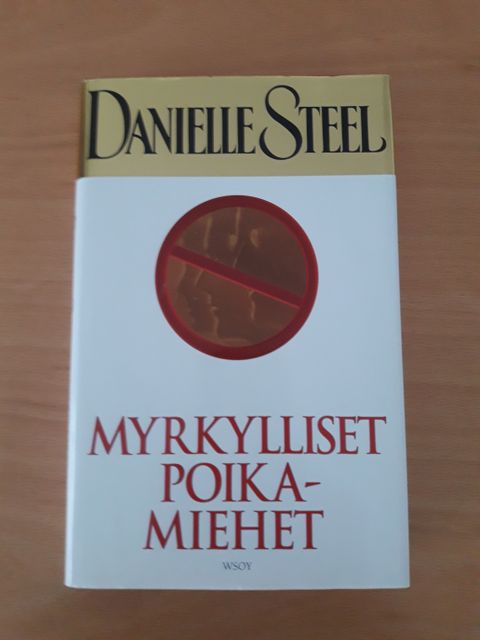 DANIELLE STEEL
MYRKYLLISET
POIKA-
MIEHET
WSOY